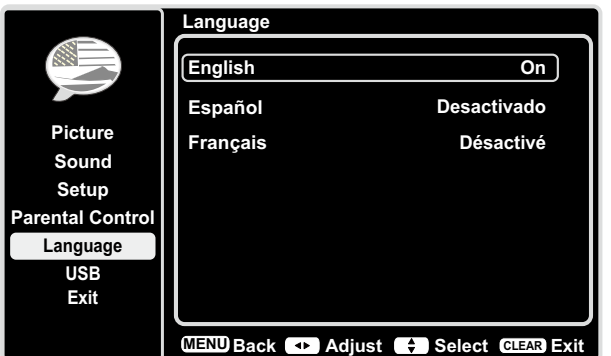 Language
English On
Español Desactivado
Français Désactivé
Picture
Sound
Setup
Parental Control
Language
USB
Exit
MENU Back Adjust Select CLEAR Exit